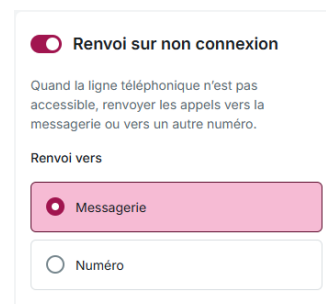 Renvoi sur non connexion
Quand la ligne téléphonique n'est pas
accessible, renvoyer les appels vers la
messagerie ou vers un autre numéro.
Renvoi vers
Messagerie
Numéro